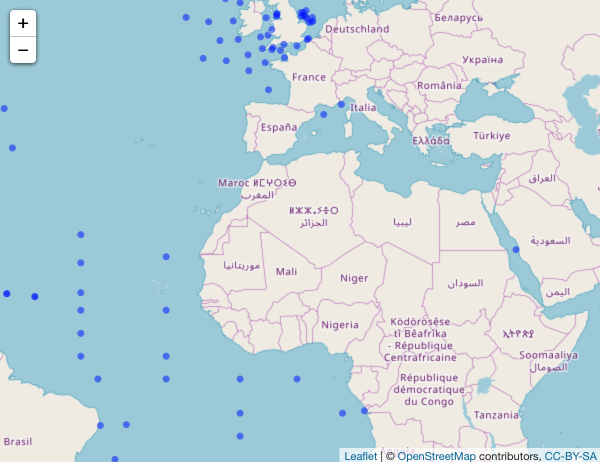 +
−
Беларусь
Deutschland
Україна
France
România
Italia
España
Ελλάδα
Türkiye
Maroc ⵍⵎⵖⵔⵉⴱ
المغرب
العراق
ⵍⵣⵣⴰⵢⴻⵔ
الجزائر
ليبيا
مصر
السعودية
موريتانيا
Mali
Niger
السودان
اليمن
Nigeria
Ködörösêse
tî Bêafrîka
- République
Centrafricaine
ኢትዮጵያ
Soomaaliya
الصومال
République
démocratique
du Congo
Tanzania
Brasil
Angola
Leaflet | © OpenStreetMap contributors, CC-BY-SA